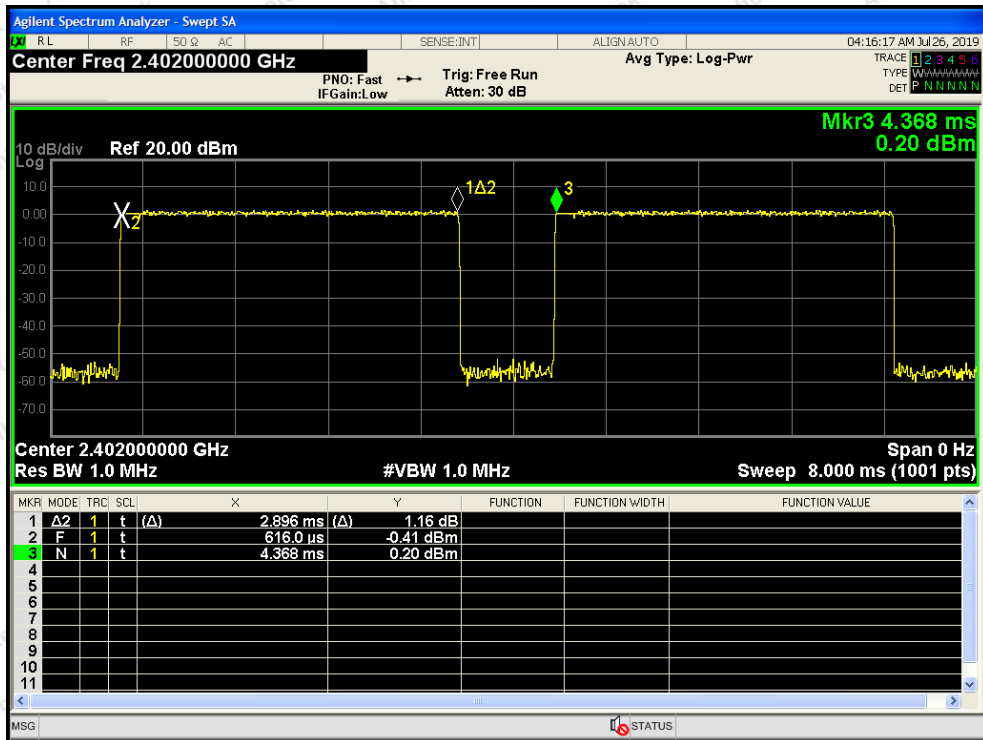 Agilent Spectrum Analyzer - Swept SA
LXI RL RF 50 Ω AC SENSE:INT ALIGN AUTO 04:16:17 AM Jul 26, 2019
Center Freq 2.402000000 GHz Avg Type: Log-Pwr TRACE 1 2 3 4 5 6
PNO: Fast Trig: Free Run TYPE WWWWWW
IFGain:Low Atten: 30 dB DET P N N N N N
Mkr3 4.368 ms
10 dB/div Ref 20.00 dBm 0.20 dBm
Log
10.0
0.00
-10.0
-20.0
-30.0
-40.0
-50.0
-60.0
-70.0
2
1Δ2
3
Center 2.402000000 GHz Span 0 Hz
Res BW 1.0 MHz #VBW 1.0 MHz Sweep 8.000 ms (1001 pts)
MKR MODE TRC SCL X Y FUNCTION FUNCTION WIDTH FUNCTION VALUE
1 Δ2 1 t (Δ) 2.896 ms (Δ) 1.16 dB
2 F 1 t 616.0 µs -0.41 dBm
3 N 1 t 4.368 ms 0.20 dBm
4
5
6
7
8
9
10
11
MSG STATUS